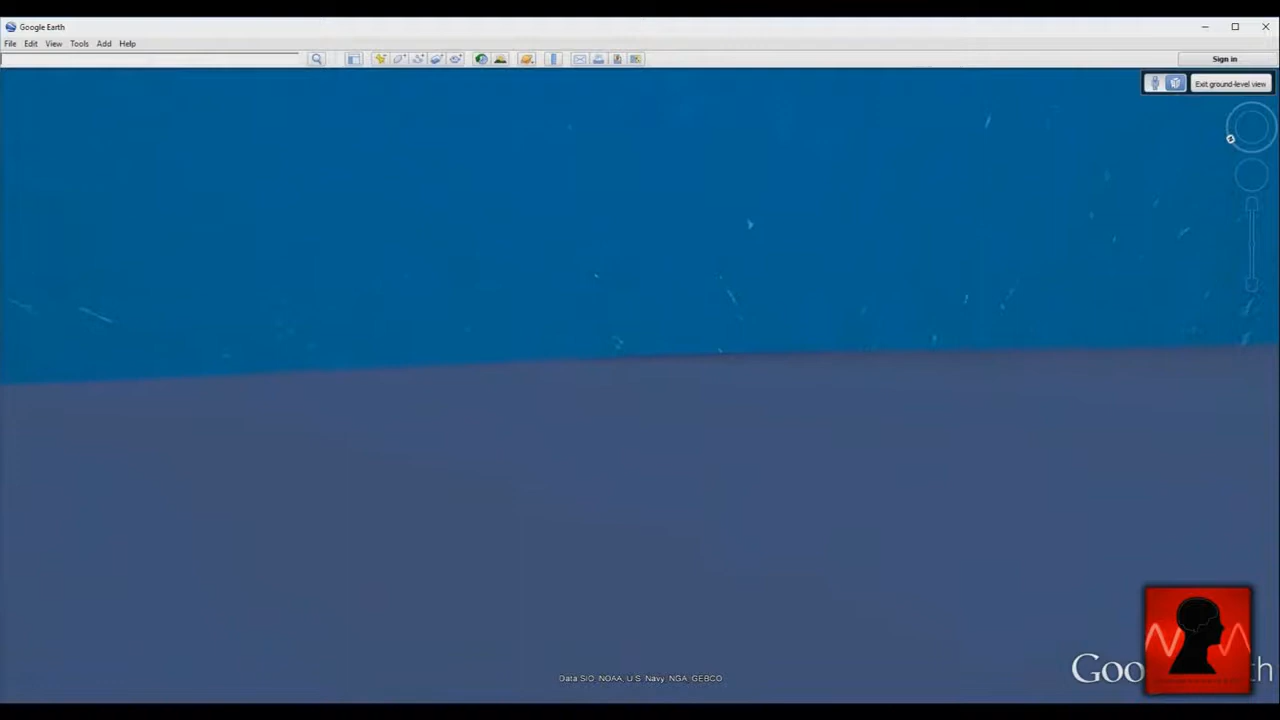 Google Earth
File Edit View Tools Add Help
Sign in
Exit ground-level view
Data SIO, NOAA, U.S. Navy, NGA, GEBCO
Goo th